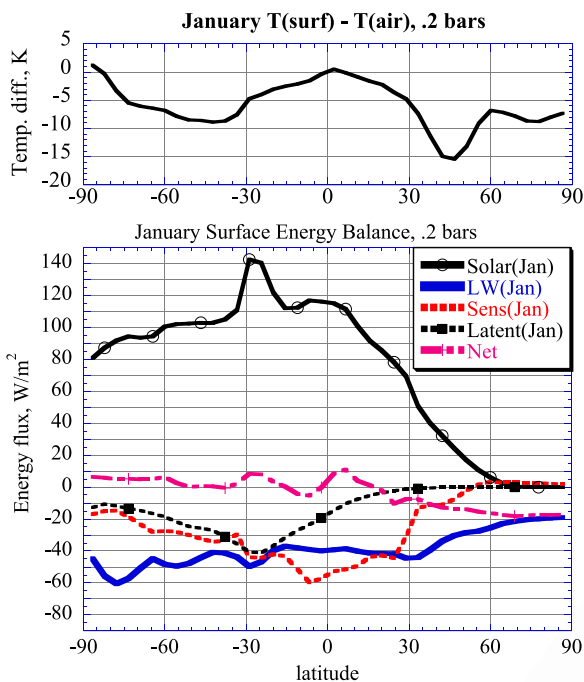 January T(surf) - T(air), .2 bars
Temp. diff., K
5
0
-5
-10
-15
-20
-90 -60 -30 0 30 60 90
January Surface Energy Balance, .2 bars
Energy flux, W/m²
140
120
100
80
60
40
20
0
-20
-40
-60
-80
Solar(Jan)
LW(Jan)
Sens(Jan)
Latent(Jan)
Net
-90 -60 -30 0 30 60 90
latitude